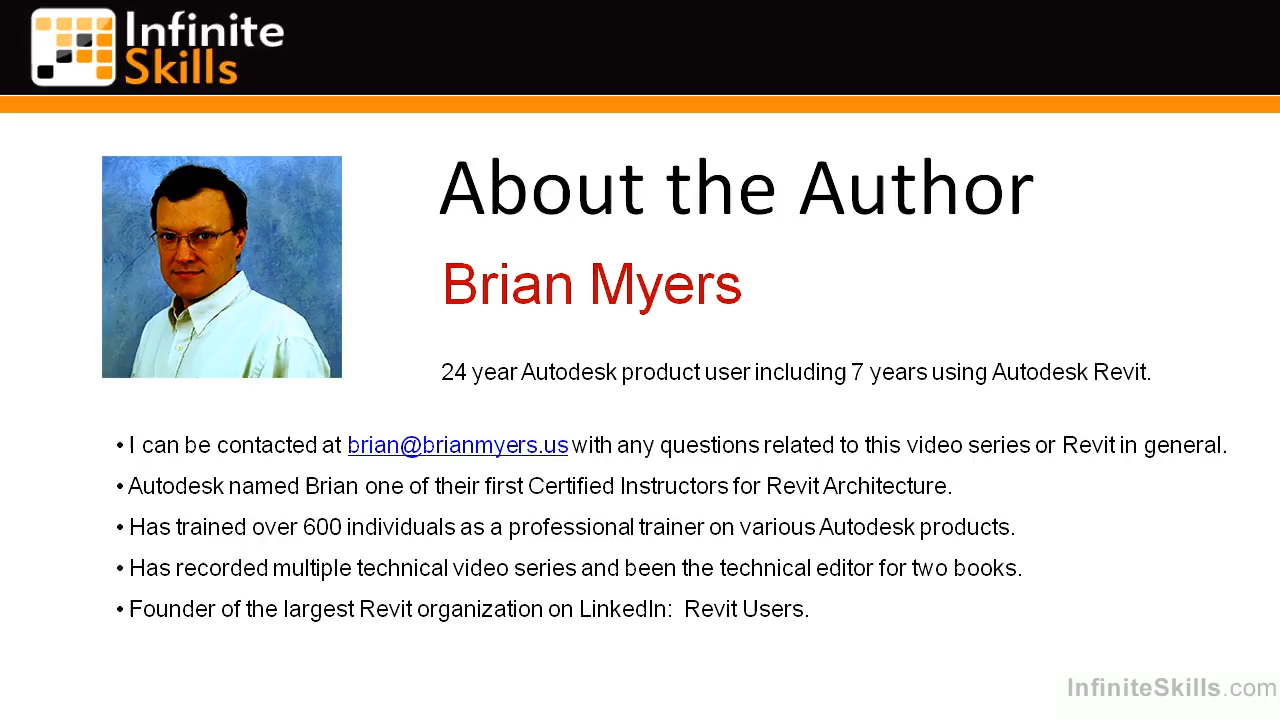 Infinite
Skills
About the Author
Brian Myers
24 year Autodesk product user including 7 years using Autodesk Revit.
• I can be contacted at brian@brianmyers.us with any questions related to this video series or Revit in general.
• Autodesk named Brian one of their first Certified Instructors for Revit Architecture.
• Has trained over 600 individuals as a professional trainer on various Autodesk products.
• Has recorded multiple technical video series and been the technical editor for two books.
• Founder of the largest Revit organization on LinkedIn:  Revit Users.
InfiniteSkills.com